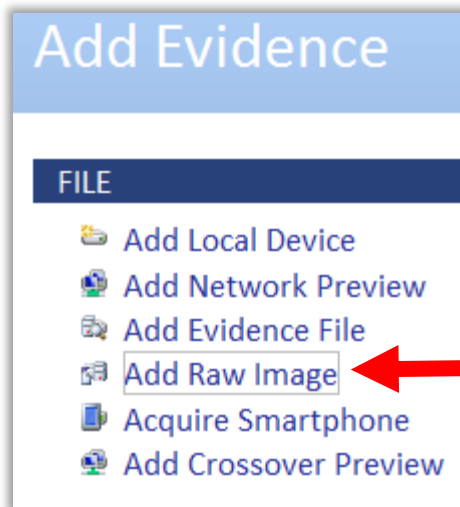 Add Evidence
FILE
Add Local Device
Add Network Preview
Add Evidence File
Add Raw Image
Acquire Smartphone
Add Crossover Preview